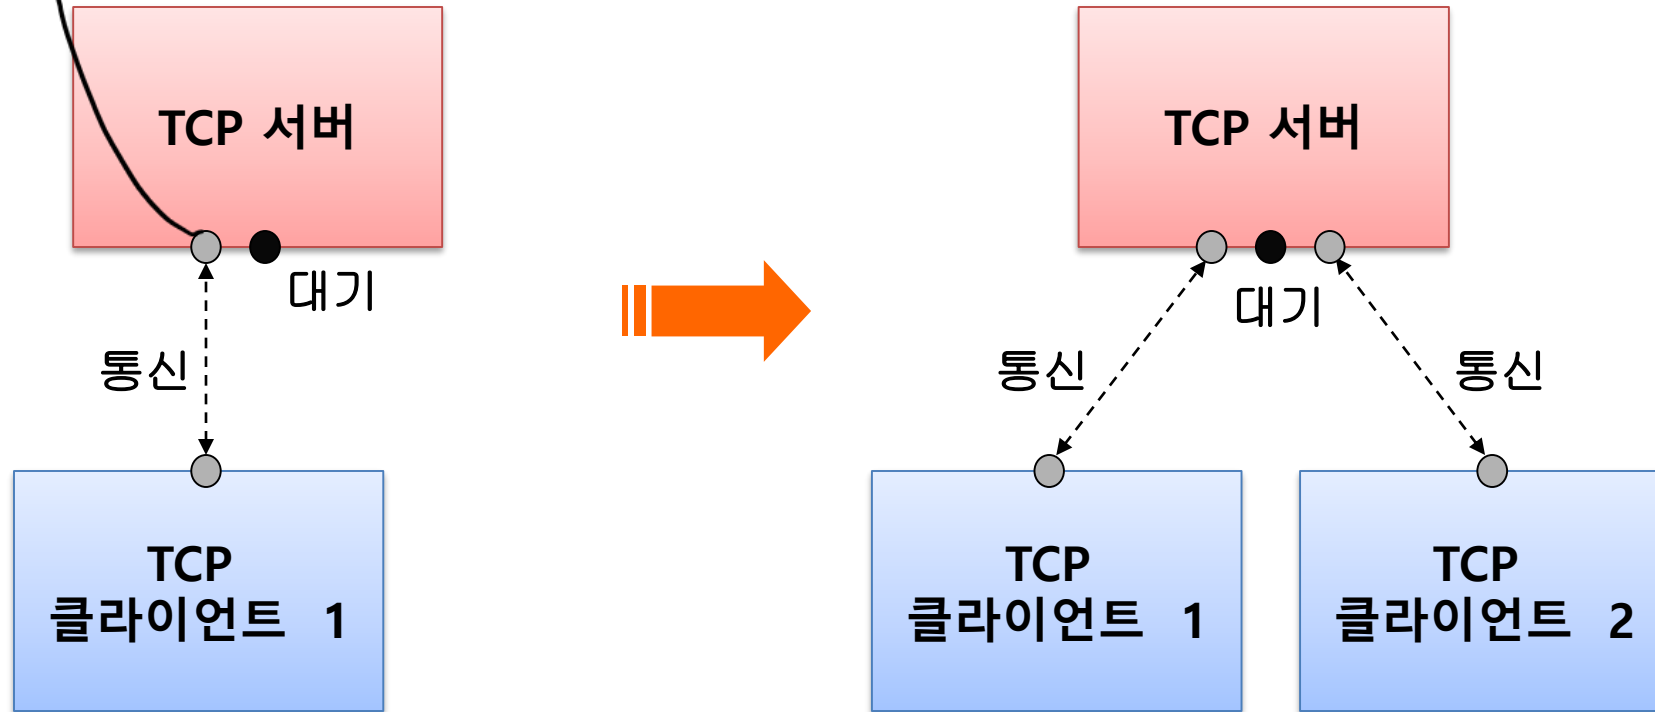 TCP 서버
대기
통신
TCP
클라이언트 1
TCP 서버
대기
통신
통신
TCP
클라이언트 1
TCP
클라이언트 2